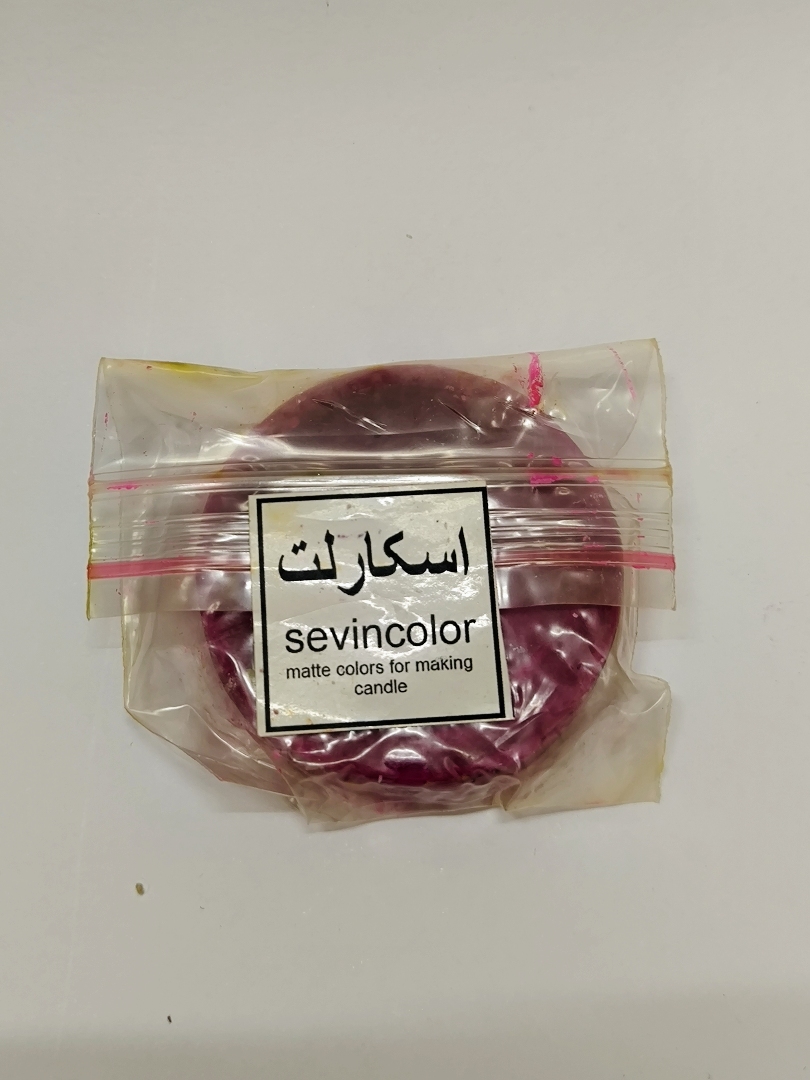 اسکارلت
sevincolor
matte colors for making
candle